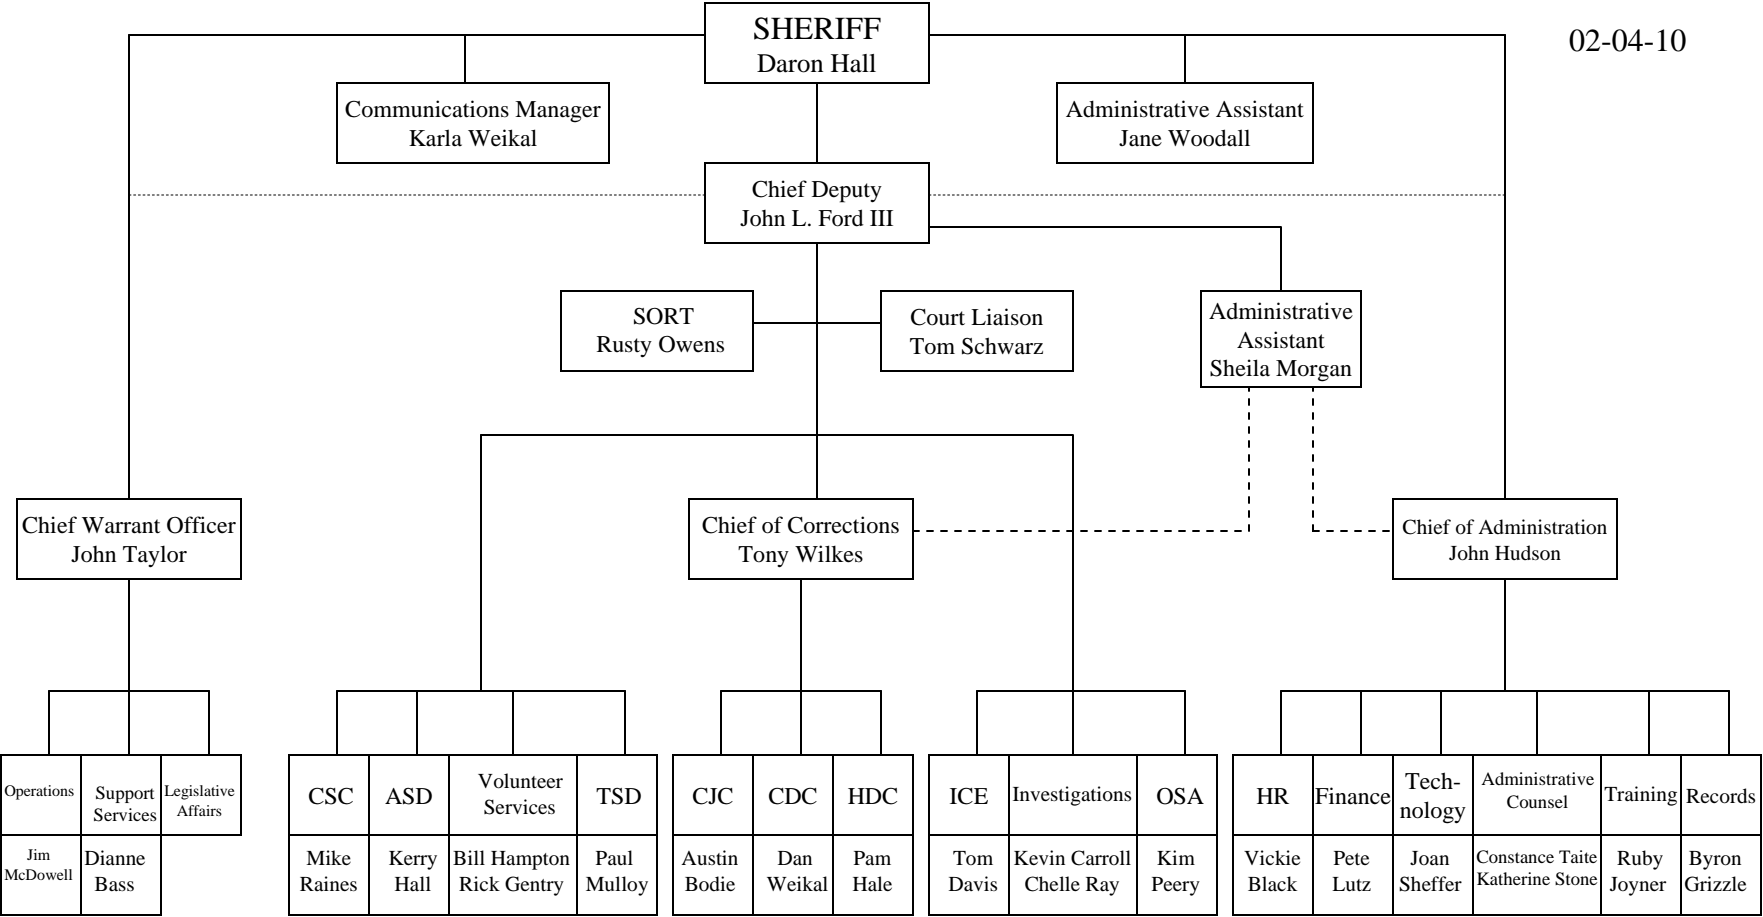 SHERIFF
Daron Hall
02-04-10
Communications Manager
Karla Weikal
Administrative Assistant
Jane Woodall
Chief Deputy
John L. Ford III
SORT
Rusty Owens
Court Liaison
Tom Schwarz
Administrative
Assistant
Sheila Morgan
Chief Warrant Officer
John Taylor
Chief of Corrections
Tony Wilkes
Chief of Administration
John Hudson
Operations
Jim
McDowell
Support
Services
Dianne
Bass
Legislative
Affairs
CSC
Mike
Raines
ASD
Kerry
Hall
Volunteer
Services
Bill Hampton
Rick Gentry
TSD
Paul
Mulloy
CJC
Austin
Bodie
CDC
Dan
Weikal
HDC
Pam
Hale
ICE
Tom
Davis
Investigations
Kevin Carroll
Chelle Ray
OSA
Kim
Peery
HR
Vickie
Black
Finance
Pete
Lutz
Tech-
nology
Joan
Sheffer
Administrative
Counsel
Constance Taite
Katherine Stone
Training
Ruby
Joyner
Records
Byron
Grizzle